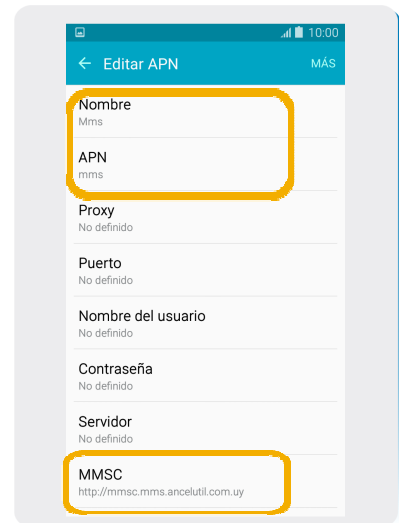 10:00
Editar APN MÁS
Nombre
Mms
APN
mms
Proxy
No definido
Puerto
No definido
Nombre del usuario
No definido
Contraseña
No definido
Servidor
No definido
MMSC
http://mmsc.mms.ancelutil.com.uy